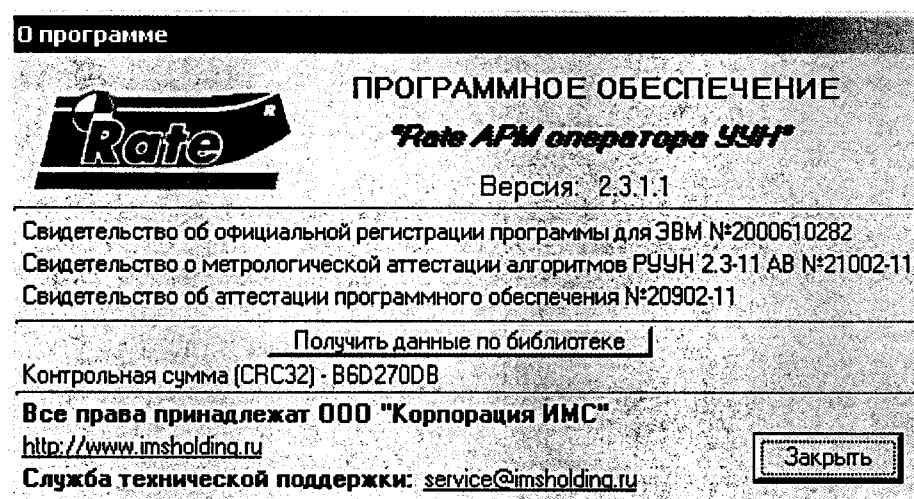 О программе
Rate
R
ПРОГРАММНОЕ ОБЕСПЕЧЕНИЕ
"Rate АРМ оператора УУН"
Версия: 2.3.1.1
Свидетельство об официальной регистрации программы для ЭВМ №2000610282
Свидетельство о метрологической аттестации алгоритмов РУУН 2.3-11 АВ №21002-11
Свидетельство об аттестации программного обеспечения №20902-11
Получить данные по библиотеке
Контрольная сумма (CRC32) - B6D270DB
Все права принадлежат ООО "Корпорация ИМС"
http://www.imsholding.ru
Закрыть
Служба технической поддержки: service@imsholding.ru